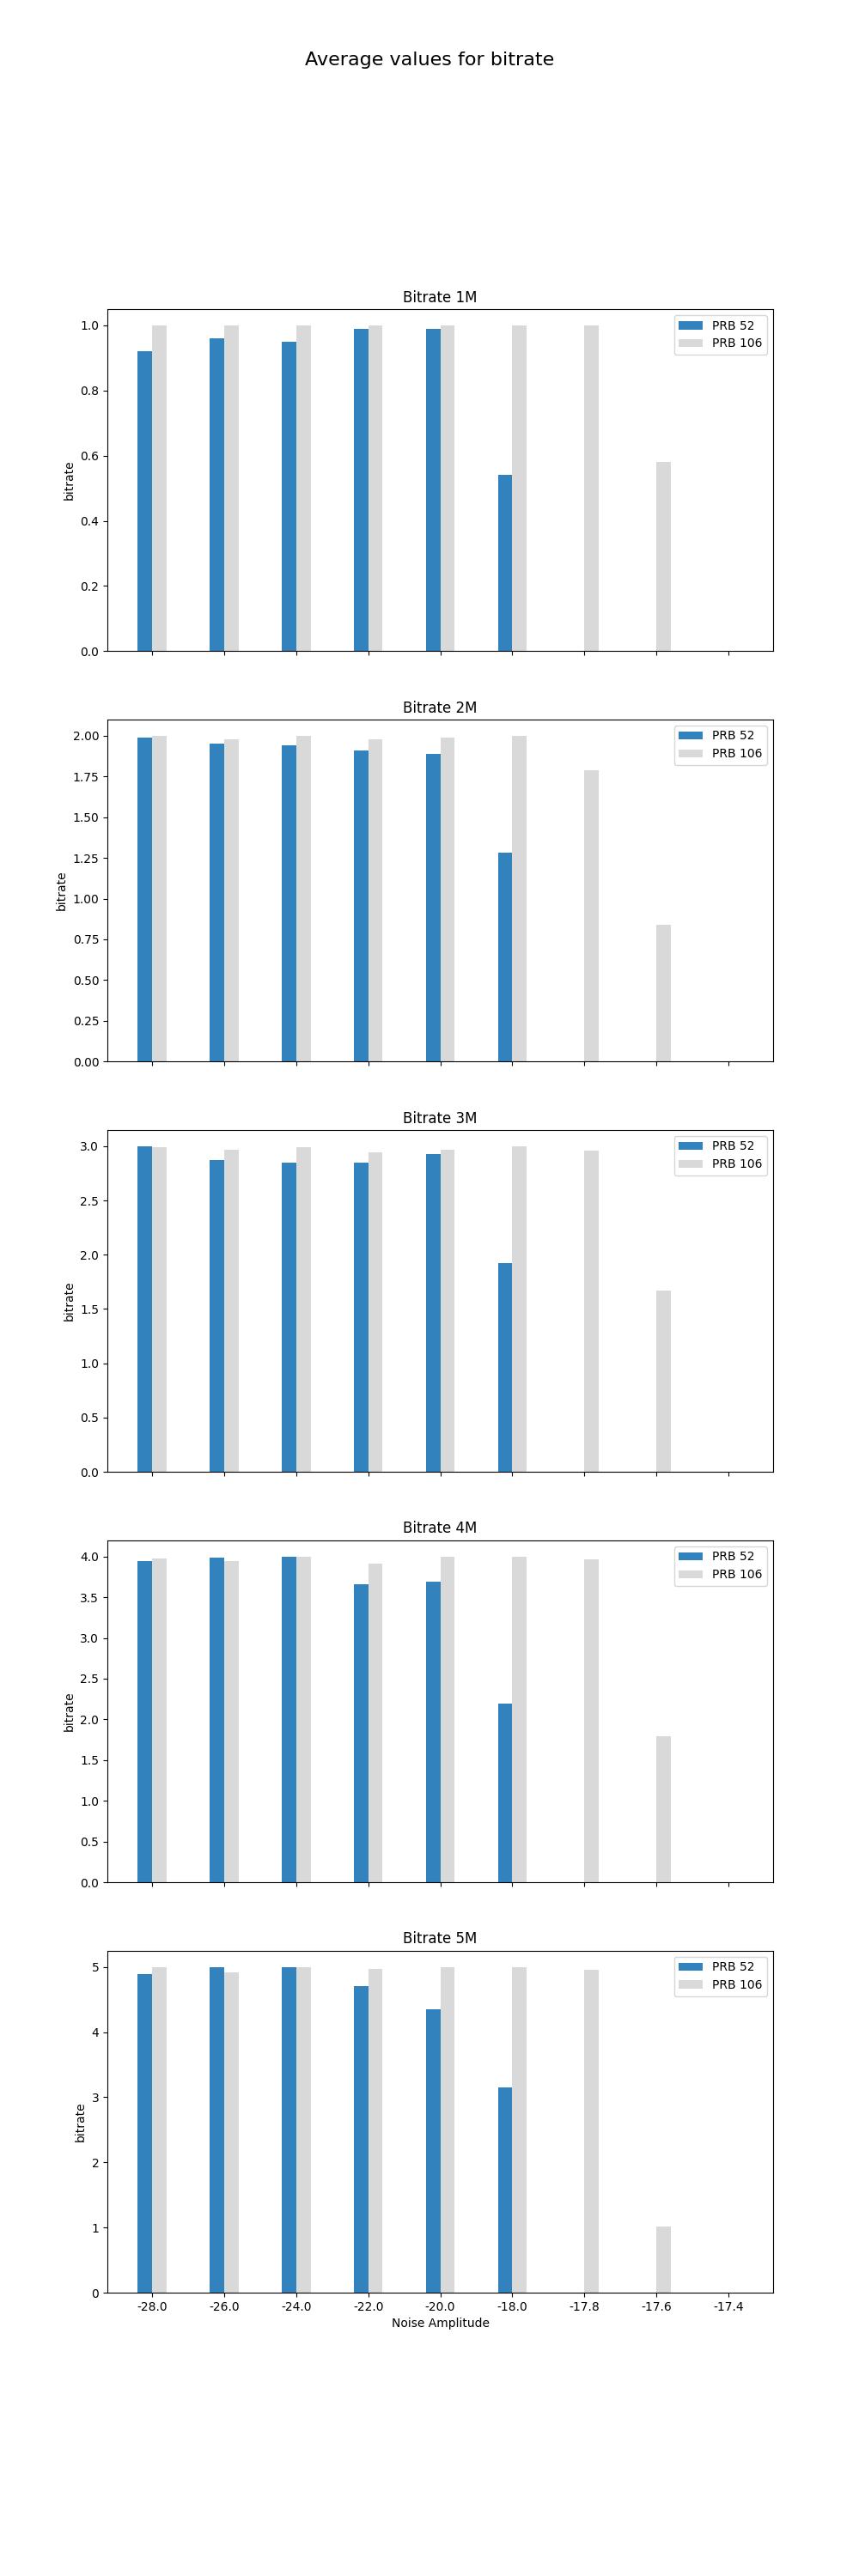 Average values for bitrate
Bitrate 1M
PRB 52
PRB 106
1.0
0.8
0.6
0.4
0.2
0.0
bitrate
Bitrate 2M
PRB 52
PRB 106
2.00
1.75
1.50
1.25
1.00
0.75
0.50
0.25
0.00
bitrate
Bitrate 3M
PRB 52
PRB 106
3.0
2.5
2.0
1.5
1.0
0.5
0.0
bitrate
Bitrate 4M
PRB 52
PRB 106
4.0
3.5
3.0
2.5
2.0
1.5
1.0
0.5
0.0
bitrate
Bitrate 5M
PRB 52
PRB 106
5
4
3
2
1
0
bitrate
-28.0 -26.0 -24.0 -22.0 -20.0 -18.0 -17.8 -17.6 -17.4
Noise Amplitude